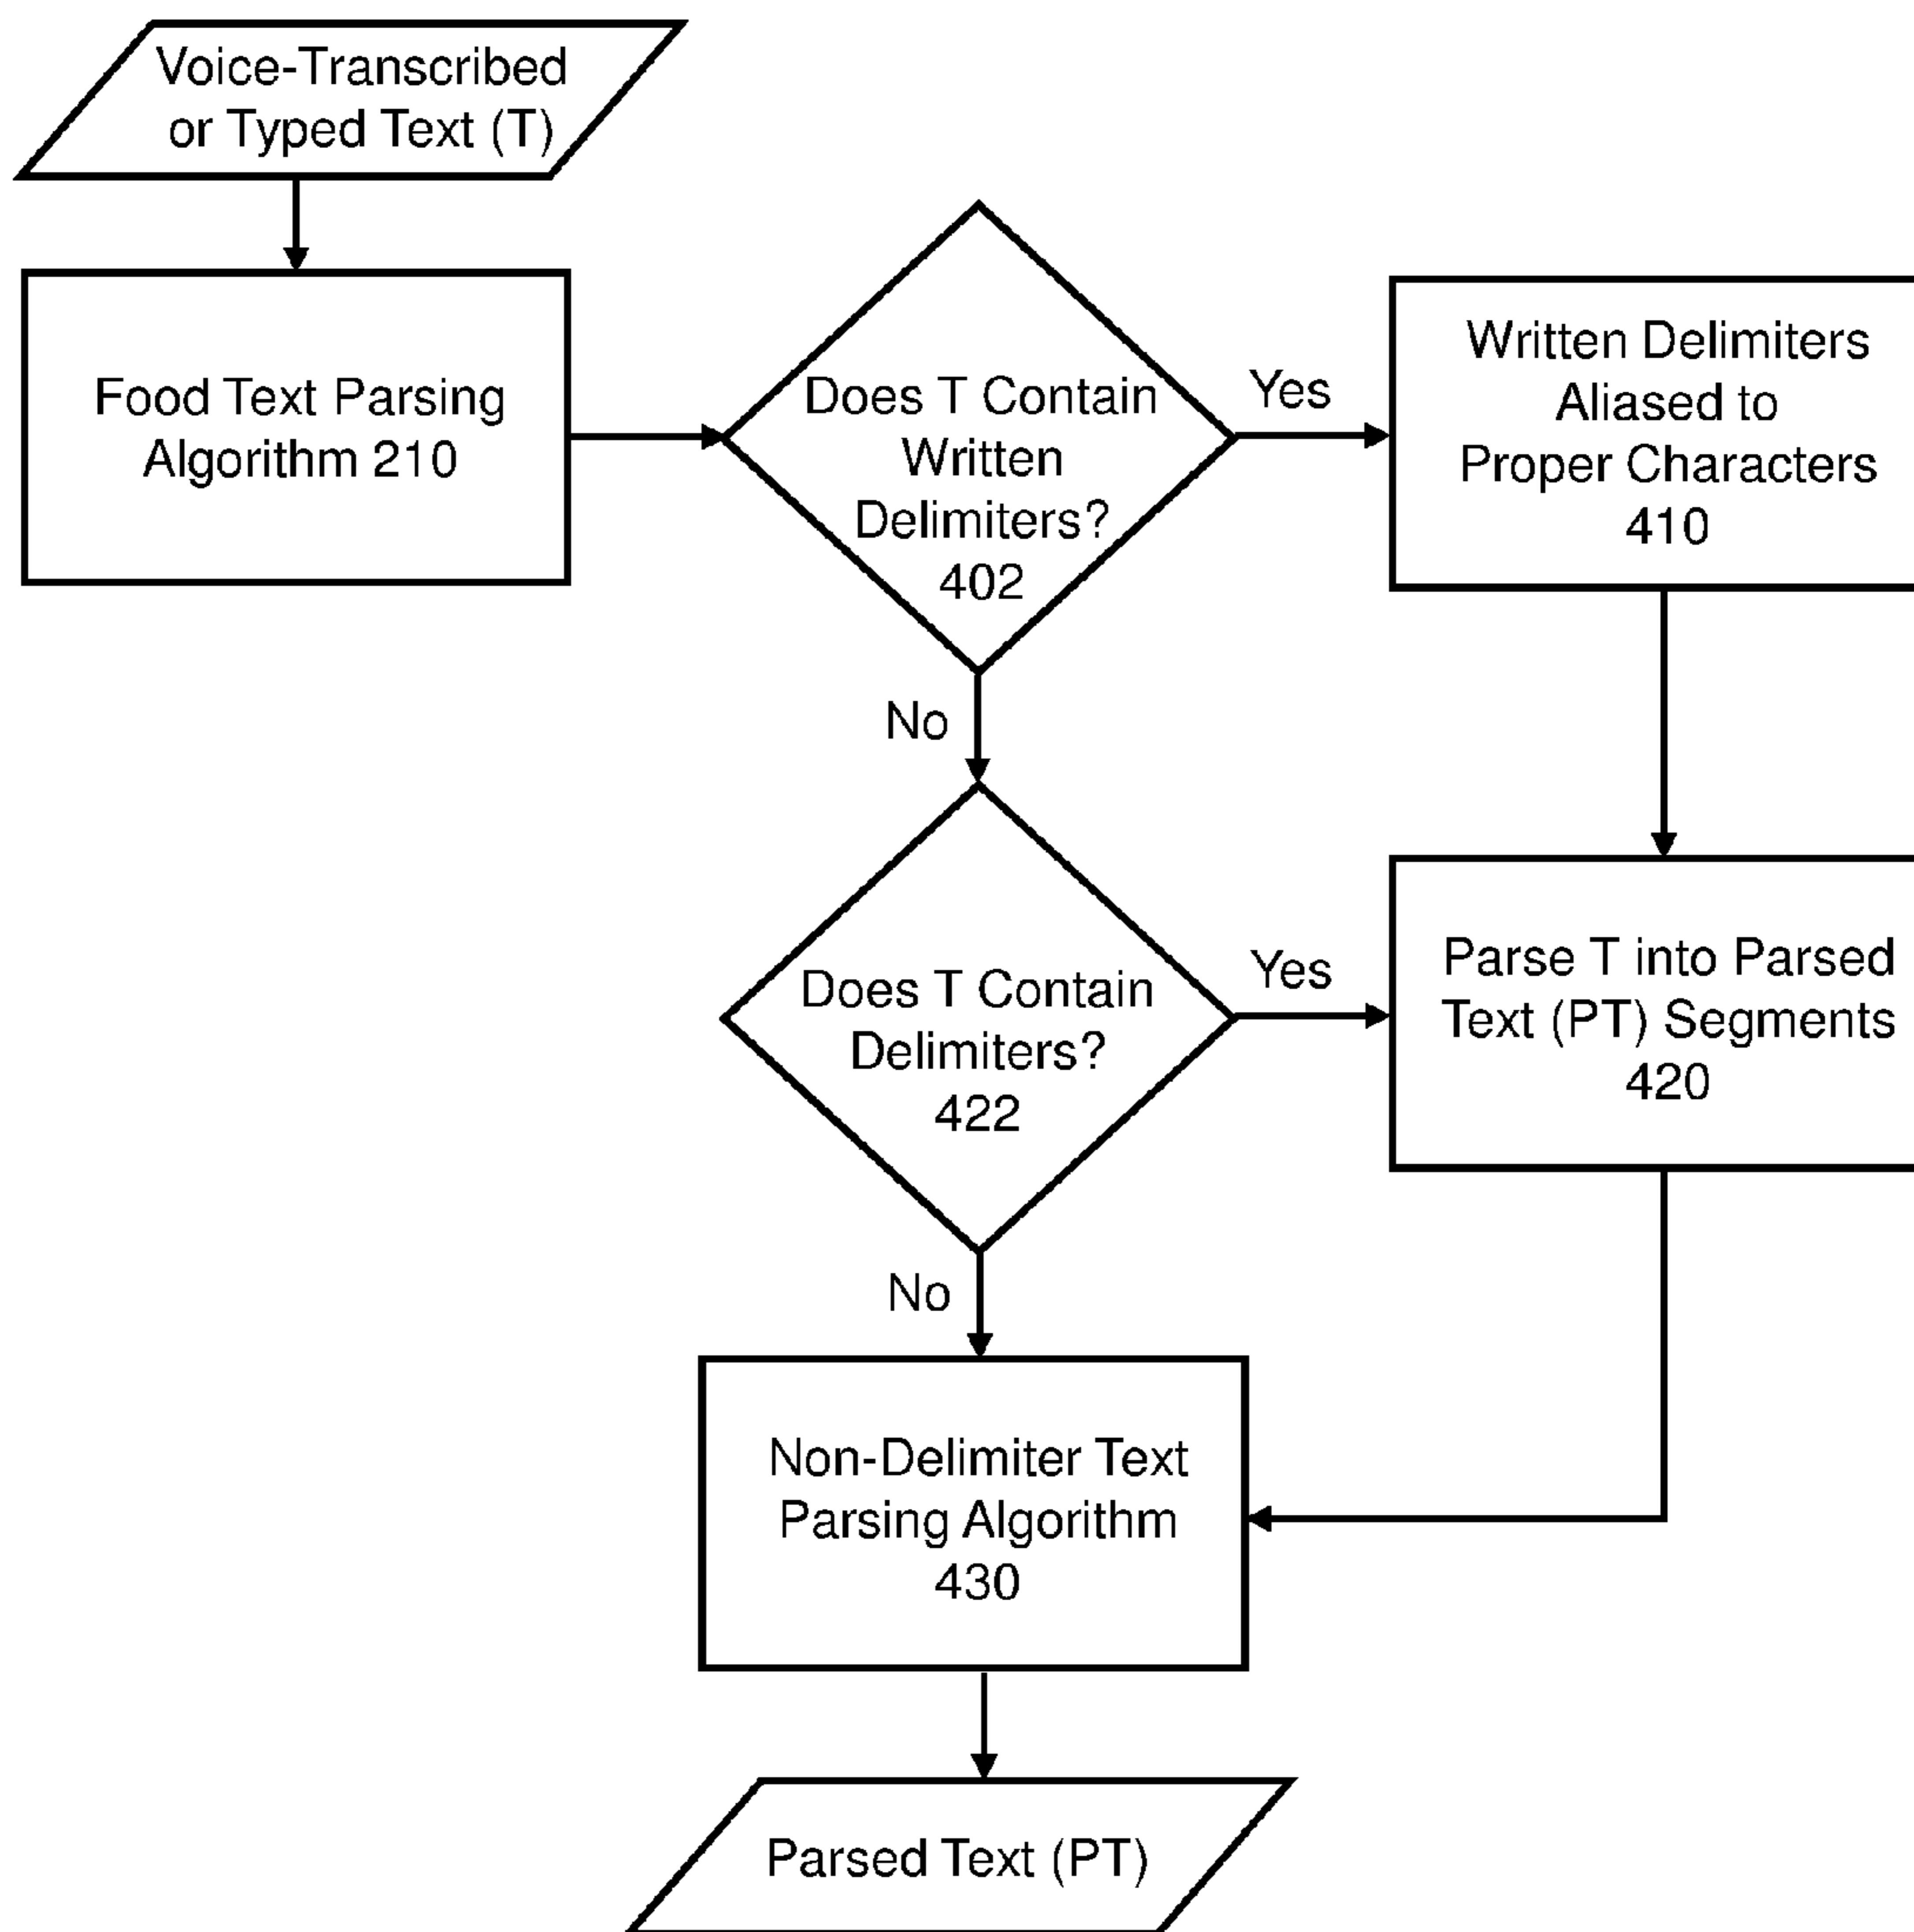 Voice-Transcribed
or Typed Text (T)
Food Text Parsing
Algorithm 210
Does T Contain
Written
Delimiters?
402
Yes
Written Delimiters
Aliased to
Proper Characters
410
No
Does T Contain
Delimiters?
422
Yes
Parse T into Parsed
Text (PT) Segments
420
No
Non-Delimiter Text
Parsing Algorithm
430
Parsed Text (PT)